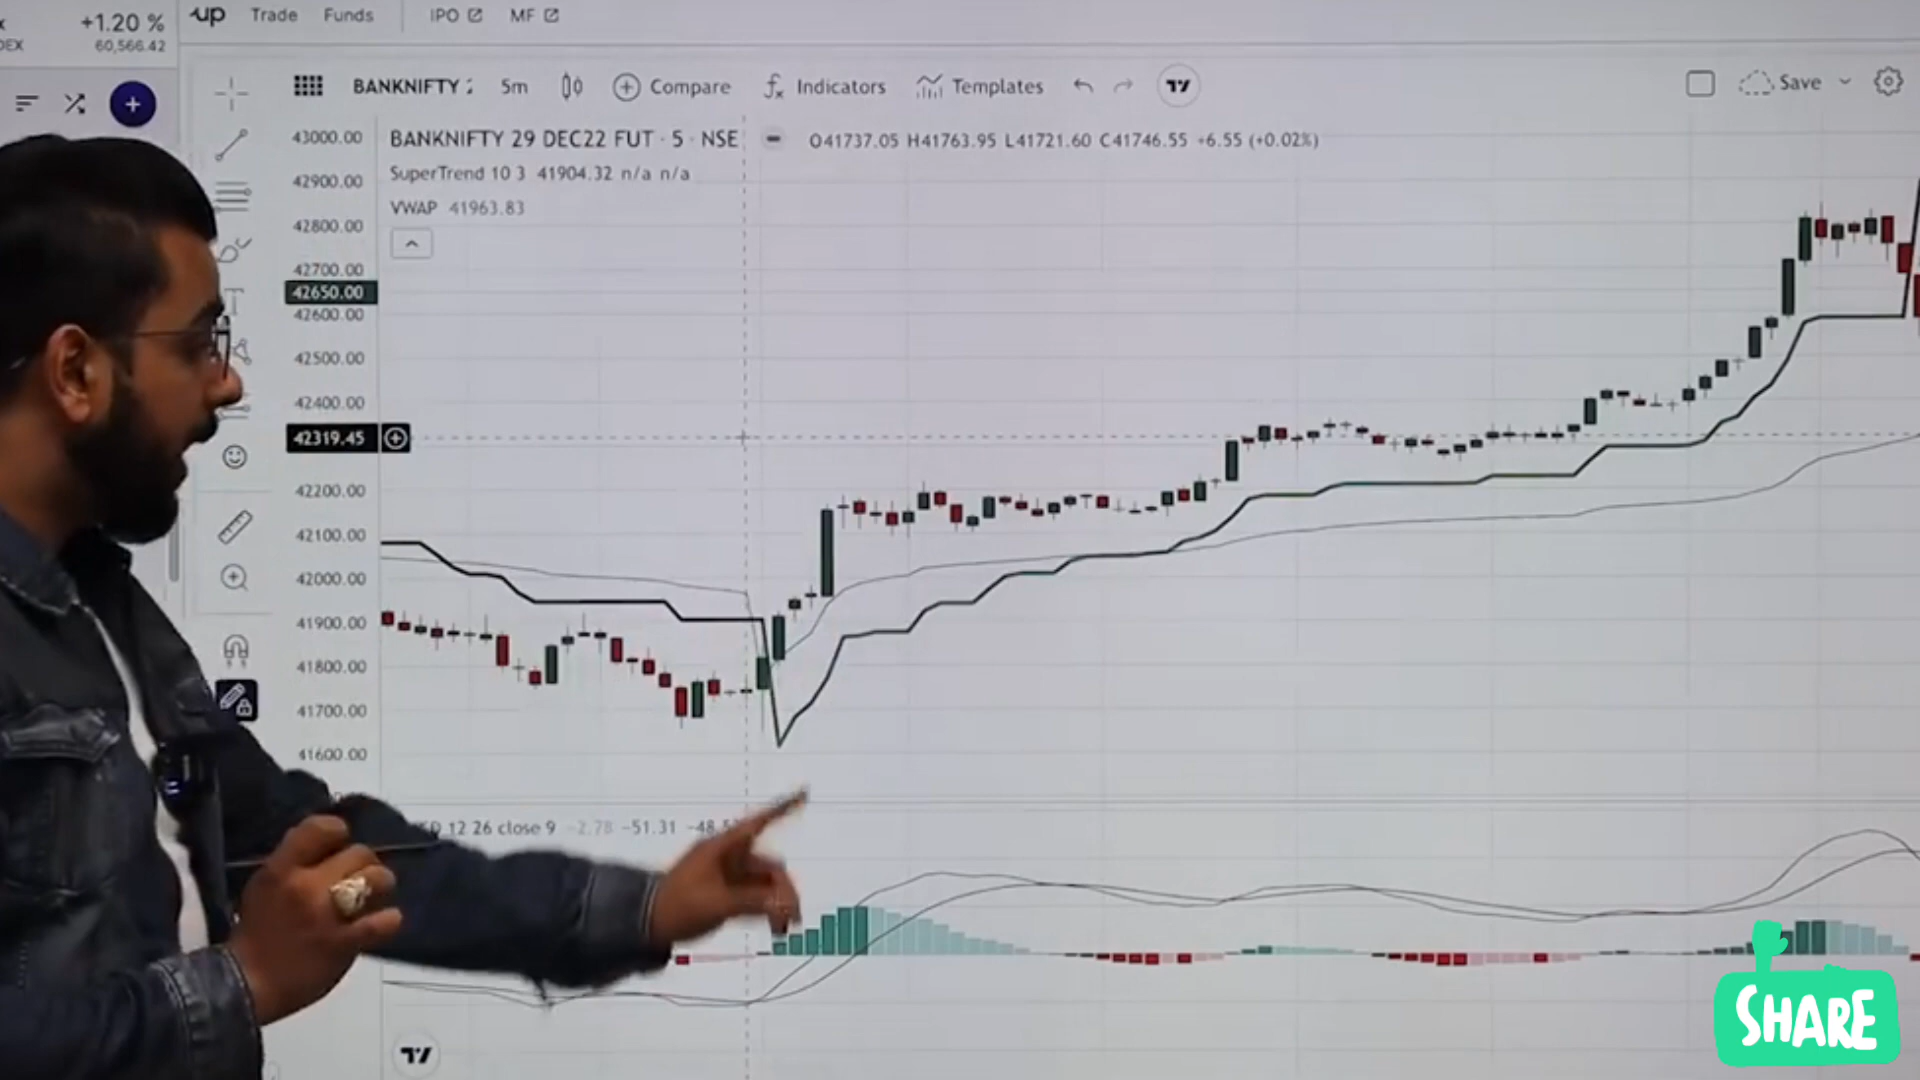 +1.20 %
60,566.42
up Trade Funds IPO MF
BANKNIFTY 5m Compare Indicators Templates Save
BANKNIFTY 29 DEC22 FUT · 5 · NSE O41737.05 H41763.95 L41721.60 C41746.55 +6.55 (+0.02%)
SuperTrend 10 3 41904.32 n/a n/a
VWAP 41963.83
43000.00
42900.00
42800.00
42700.00
42650.00
42600.00
42500.00
42400.00
42319.45
42200.00
42100.00
42000.00
41900.00
41800.00
41700.00
41600.00
12 26 close 9 −2.78 −51.31
SHARE